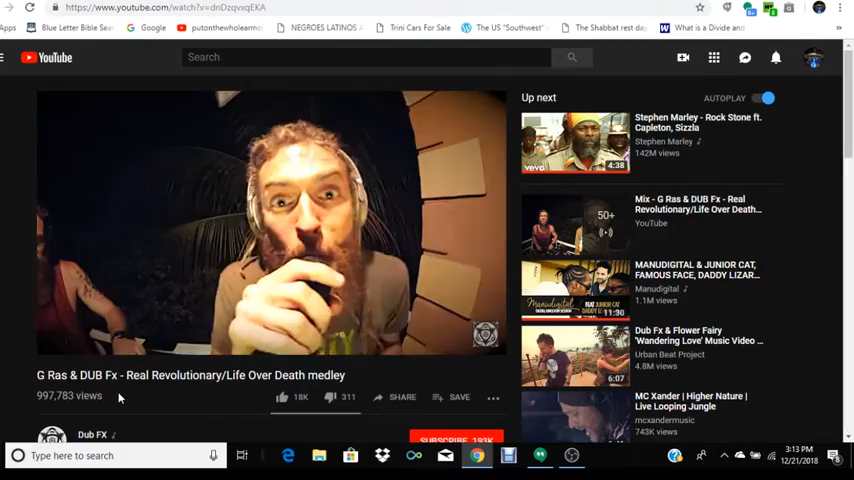 https://www.youtube.com/watch?v=dnDzqvxqEKA
Apps
Blue Letter Bible Sea
Google
putonthewholearmo
NEGROES LATINOS
Trini Cars For Sale
The US "Southwest"
The Shabbat rest day
What is a Divide and
YouTube
Search
Up next
AUTOPLAY
Stephen Marley - Rock Stone ft. Capleton, Sizzla
Stephen Marley
142M views
vevo
4:38
Mix - G Ras & DUB Fx - Real Revolutionary/Life Over Death...
YouTube
50+
MANUDIGITAL & JUNIOR CAT, FAMOUS FACE, DADDY LIZAR...
Manudigital
1.1M views
Manudigital
11:30
Dub Fx & Flower Fairy 'Wandering Love' Music Video ...
Urban Beat Project
4.8M views
6:07
MC Xander | Higher Nature | Live Looping Jungle
mcxandermusic
743K views
G Ras & DUB Fx - Real Revolutionary/Life Over Death medley
997,783 views
18K
311
SHARE
SAVE
Dub FX
SUBSCRIBE 193K
Type here to search
3:13 PM
12/21/2018